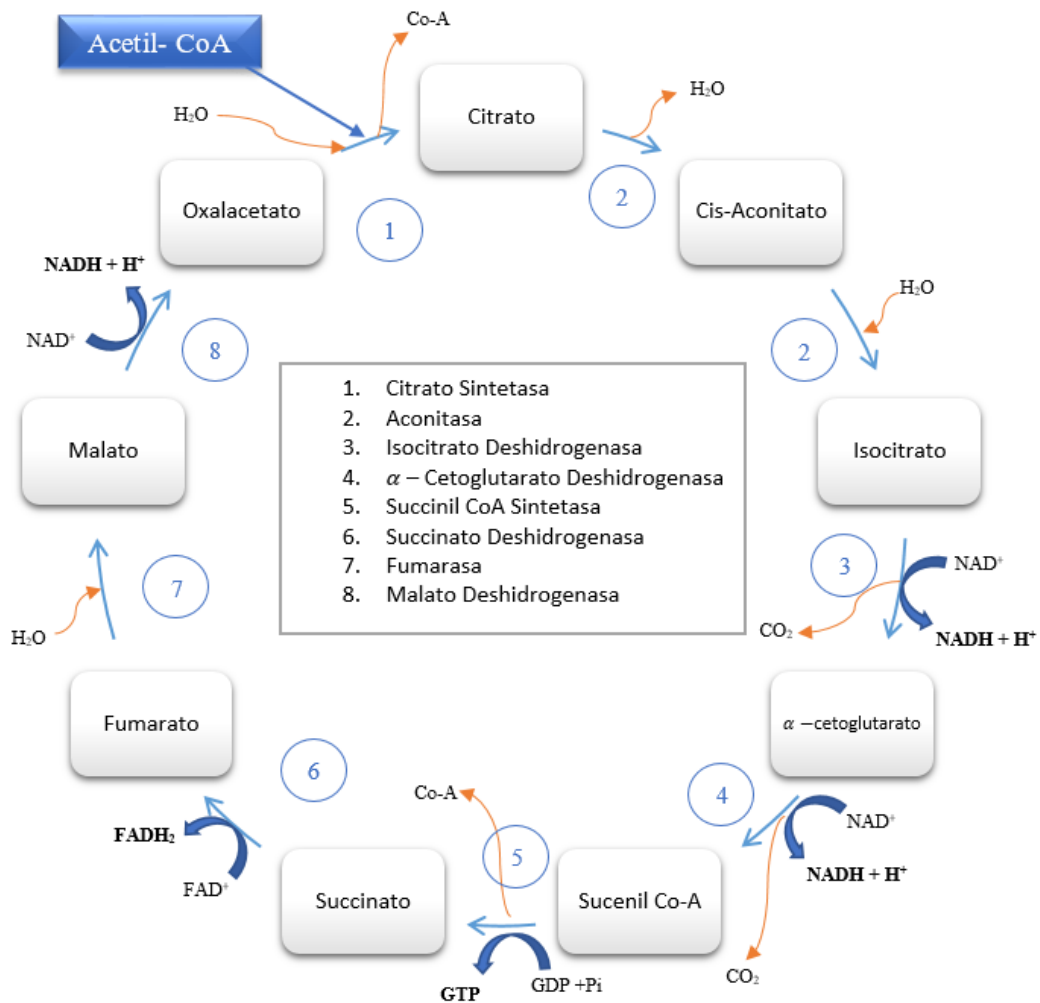 Acetil- CoA
Co-A
H₂O
Citrato
H₂O
Oxalacetato
1
2
Cis-Aconitato
NADH + H⁺
NAD⁺
8
H₂O
2
1. Citrato Sintetasa
2. Aconitasa
3. Isocitrato Deshidrogenasa
4. α – Cetoglutarato Deshidrogenasa
5. Succinil CoA Sintetasa
6. Succinato Deshidrogenasa
7. Fumarasa
8. Malato Deshidrogenasa
Malato
Isocitrato
7
H₂O
3
NAD⁺
CO₂
NADH + H⁺
Fumarato
α –cetoglutarato
6
Co-A
4
NAD⁺
FADH₂
FAD⁺
NADH + H⁺
5
Succinato
Sucenil Co-A
GTP
GDP +Pi
CO₂